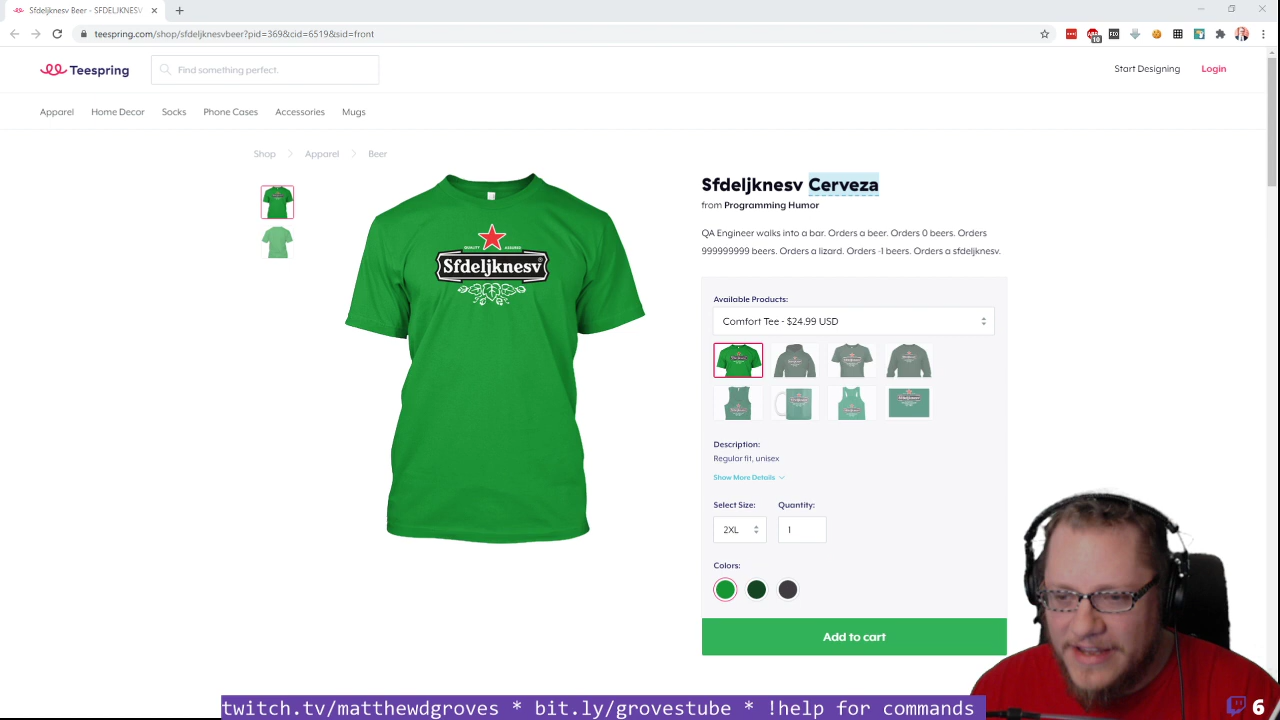 Sfdeljknesv Beer - SFDELJKNES
teespring.com/shop/sfdeljknesvbeer?pid=369&cid=6519&sid=front
10
Teespring
Find something perfect.
Start Designing
Login
Apparel
Home Decor
Socks
Phone Cases
Accessories
Mugs
Shop
Apparel
Beer
QUALITY
ASSURED
Sfdeljknesv
Sfdeljknesv Cerveza
from Programming Humor
QA Engineer walks into a bar. Orders a beer. Orders 0 beers. Orders
999999999 beers. Orders a lizard. Orders -1 beers. Orders a sfdeljknesv.
Available Products:
Comfort Tee - $24.99 USD
Description:
Regular fit, unisex
Show More Details
Select Size:
Quantity:
2XL
1
Colors:
Add to cart
twitch.tv/matthewdgroves * bit.ly/grovestube * !help for commands
6